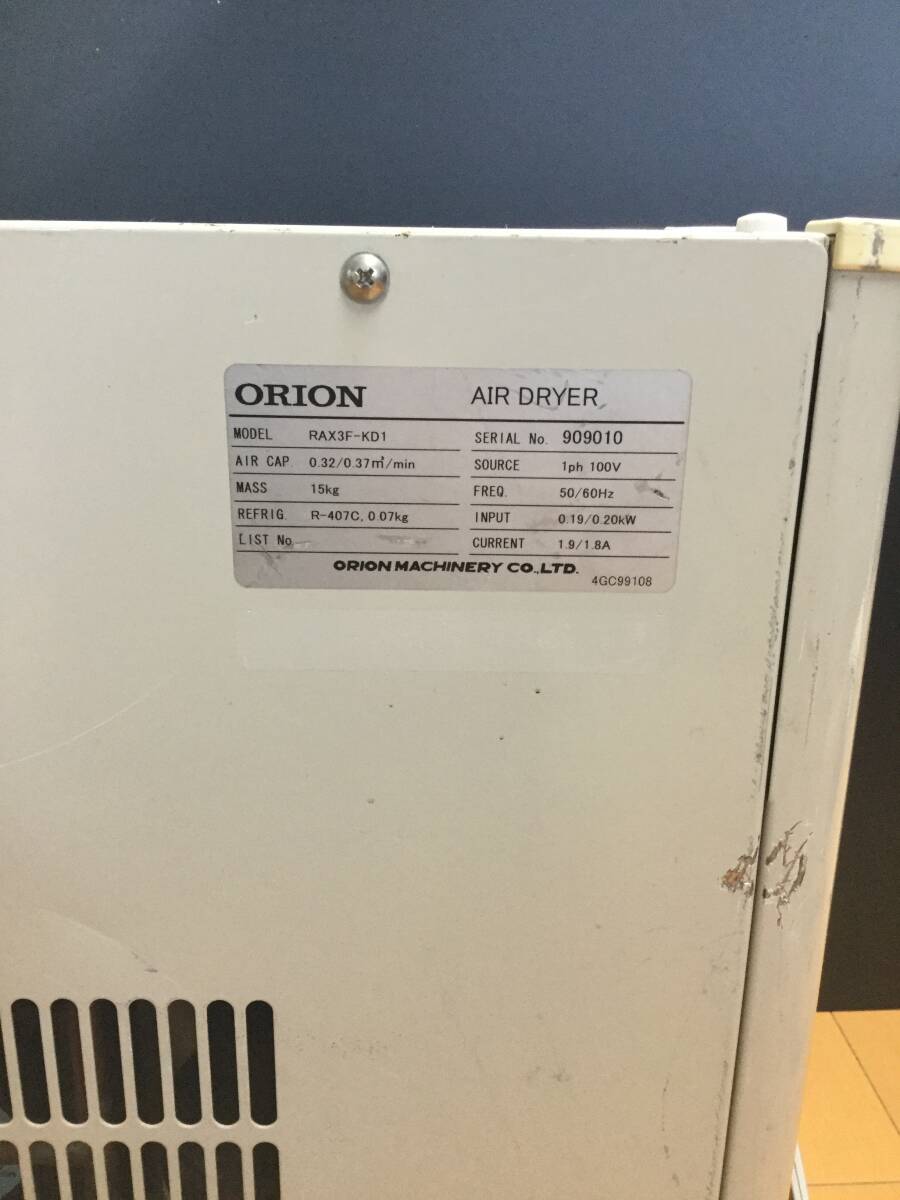 ORION AIR DRYER
MODEL RAX3F-KD1 SERIAL No. 909010
AIR CAP. 0.32/0.37㎥/min SOURCE 1ph 100V
MASS 15kg FREQ. 50/60Hz
REFRIG. R-407C, 0.07kg INPUT 0.19/0.20kW
LIST No. CURRENT 1.9/1.8A
ORION MACHINERY CO.,LTD.
4GC99108